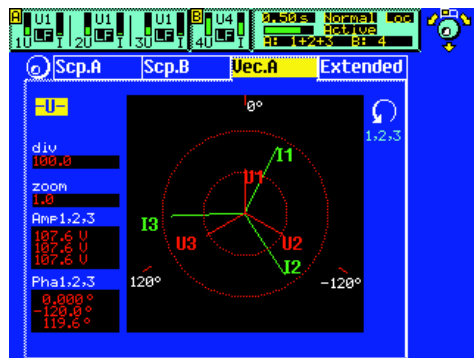 A U1 U1 U1 B U4 0.50s Normal Loc
LF LF LF LF Active
1U I 2U I 3U I 4U I A: 1+2+3 B: 4
Scp.A Scp.B Vec.A Extended
-U-
0°
1,2,3
div
100.0
I1
U1
zoom
1.0
Amp1,2,3
I3
107.6 U
107.6 U
107.6 U
U3 U2
I2
Pha1,2,3
120° -120°
0.000°
-120.0°
119.6°